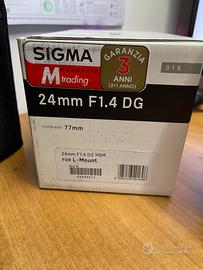 SIGMA
M trading
GARANZIA
3
ANNI
(2+1 ANNO)
015
24mm F1.4 DG
FILTER SIZE 77mm
24mm F1.4 DG HSM
FOR L-Mount